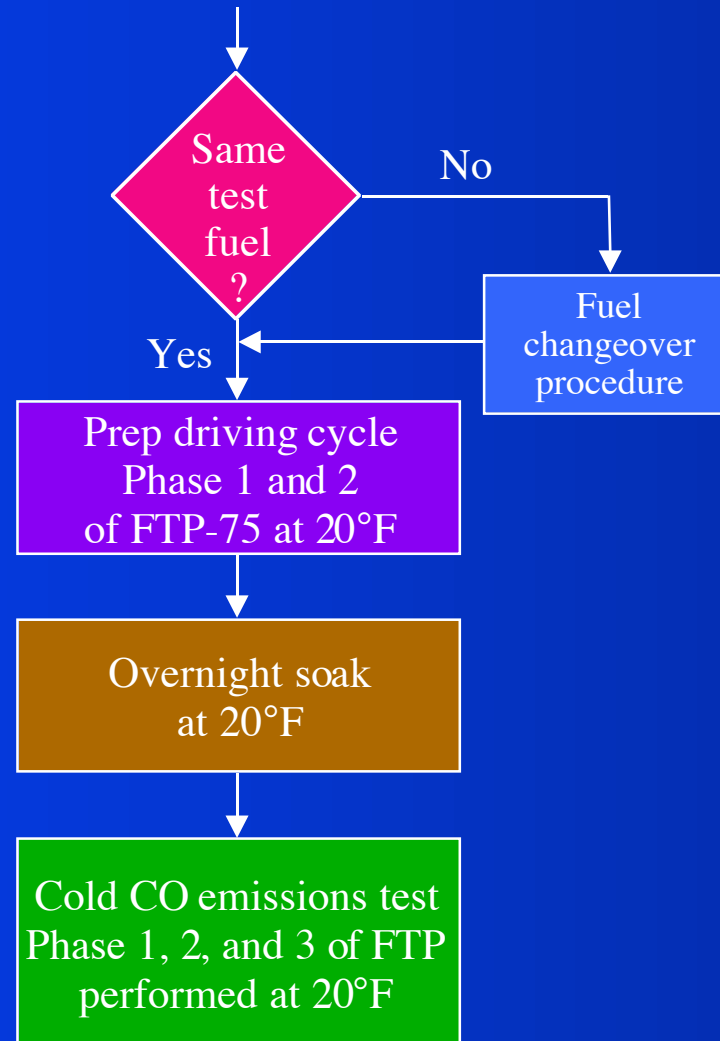 Same
test
fuel
?
No
Fuel
changeover
procedure
Yes
Prep driving cycle
Phase 1 and 2
of FTP-75 at 20°F
Overnight soak
at 20°F
Cold CO emissions test
Phase 1, 2, and 3 of FTP
performed at 20°F